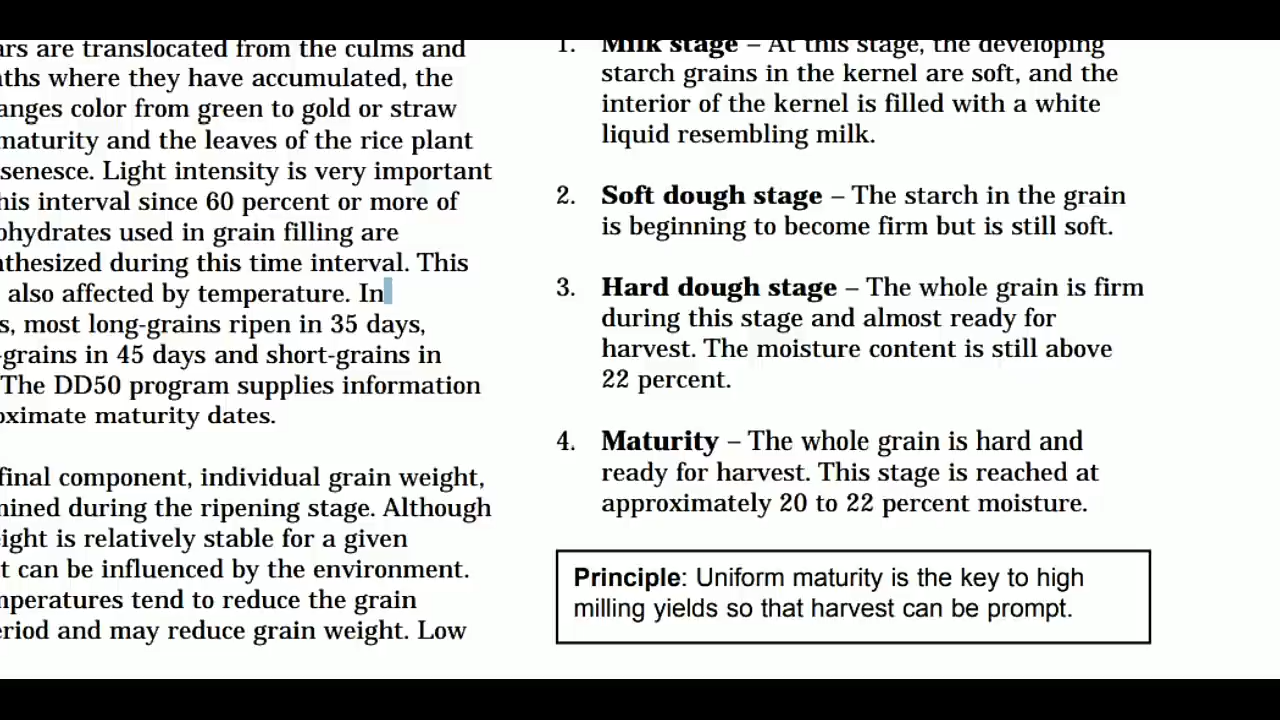 ars are translocated from the culms and
ths where they have accumulated, the
anges color from green to gold or straw
maturity and the leaves of the rice plant
senesce. Light intensity is very important
his interval since 60 percent or more of
ohydrates used in grain filling are
nthesized during this time interval. This
also affected by temperature. In
s, most long-grains ripen in 35 days,
-grains in 45 days and short-grains in
The DD50 program supplies information
oximate maturity dates.
final component, individual grain weight,
mined during the ripening stage. Although
eight is relatively stable for a given
t can be influenced by the environment.
mperatures tend to reduce the grain
eriod and may reduce grain weight. Low
1. Milk stage – At this stage, the developing
starch grains in the kernel are soft, and the
interior of the kernel is filled with a white
liquid resembling milk.
2. Soft dough stage – The starch in the grain
is beginning to become firm but is still soft.
3. Hard dough stage – The whole grain is firm
during this stage and almost ready for
harvest. The moisture content is still above
22 percent.
4. Maturity – The whole grain is hard and
ready for harvest. This stage is reached at
approximately 20 to 22 percent moisture.
Principle: Uniform maturity is the key to high
milling yields so that harvest can be prompt.